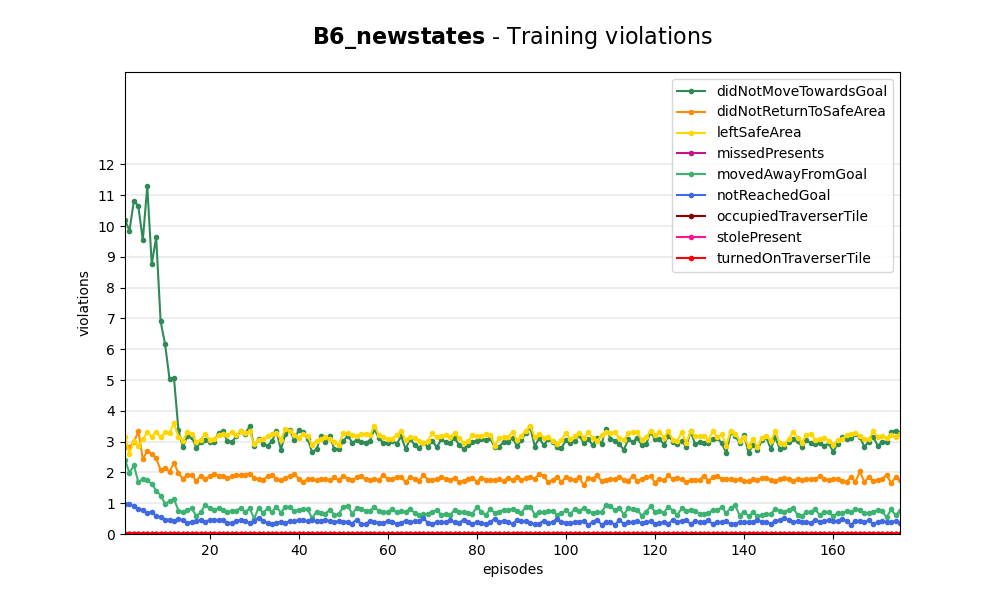 B6_newstates - Training violations
didNotMoveTowardsGoal
didNotReturnToSafeArea
leftSafeArea
missedPresents
movedAwayFromGoal
notReachedGoal
occupiedTraverserTile
stolePresent
turnedOnTraverserTile
12
11
10
9
8
7
6
5
4
3
2
1
0
violations
20 40 60 80 100 120 140 160
episodes